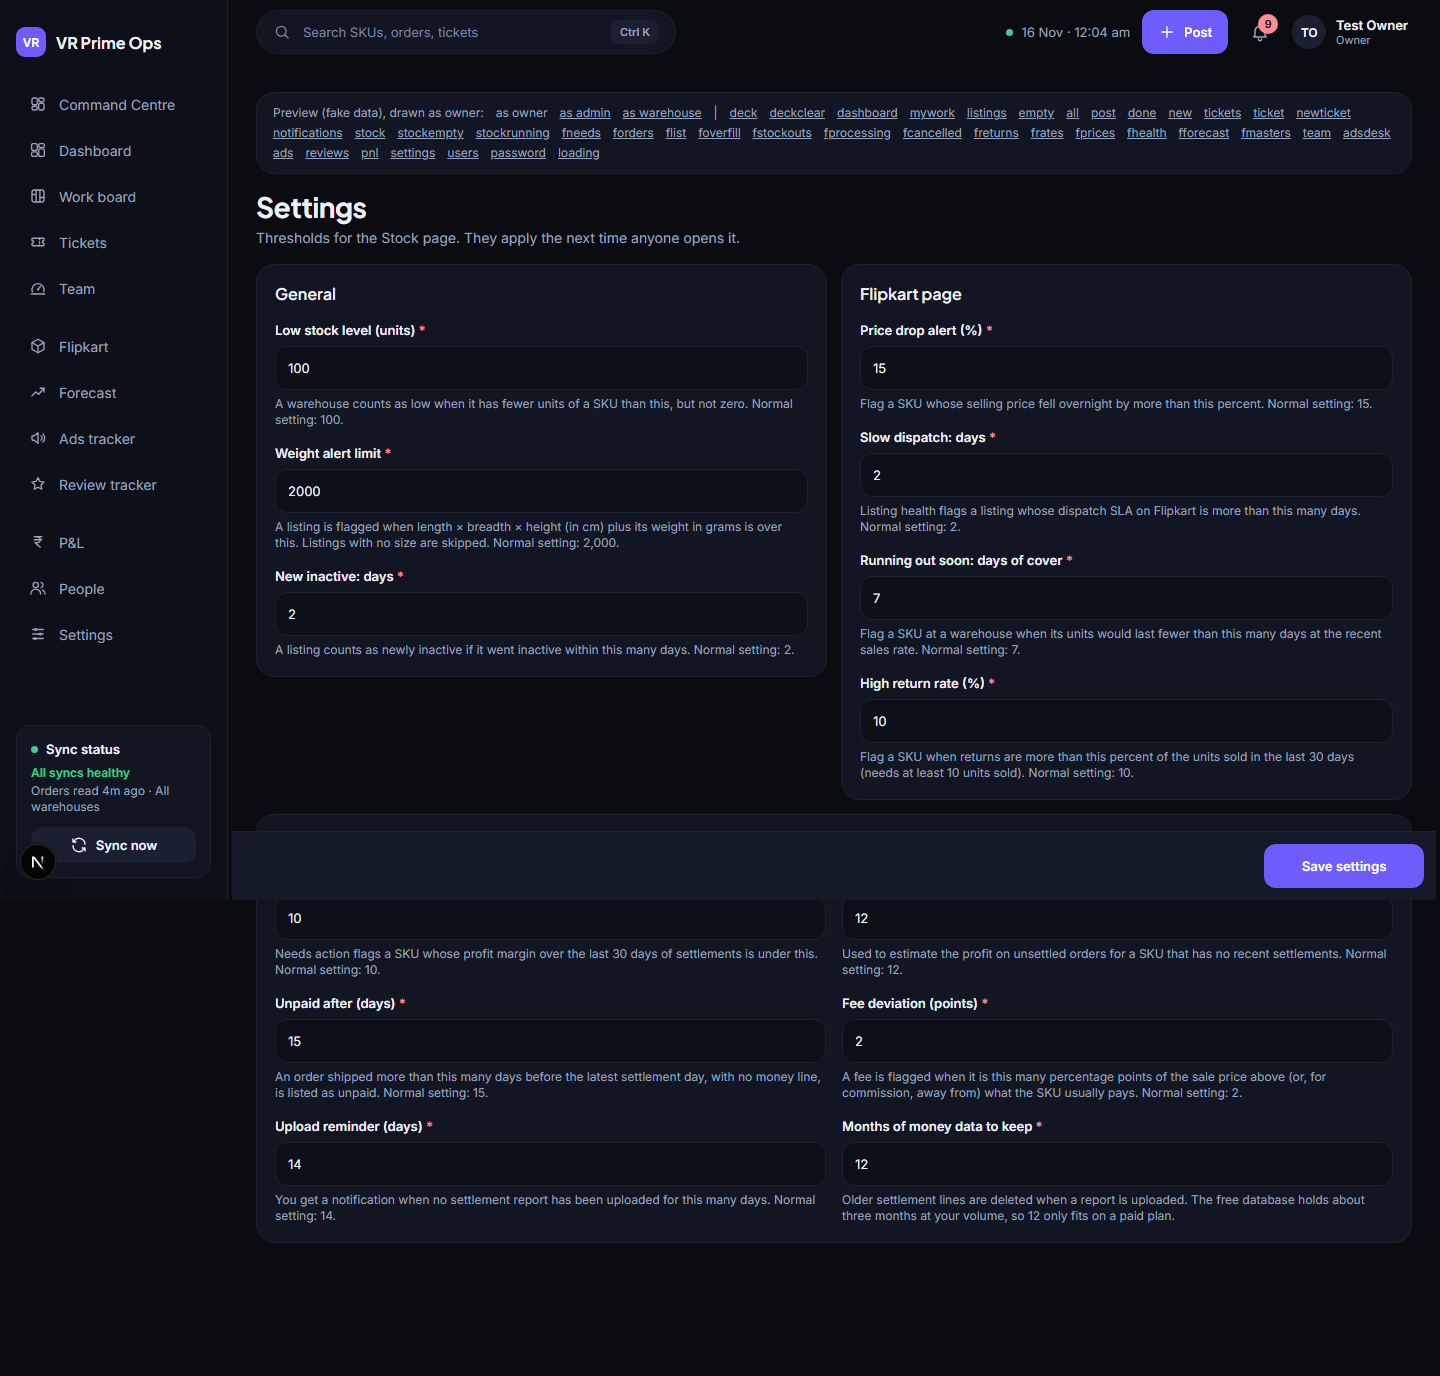 VR VR Prime Ops
Search SKUs, orders, tickets Ctrl K
16 Nov · 12:04 am
+ Post
9
TO Test Owner
Owner
Command Centre
Dashboard
Work board
Tickets
Team
Flipkart
Forecast
Ads tracker
Review tracker
₹ P&L
People
Settings
Sync status
All syncs healthy
Orders read 4m ago · All
warehouses
Sync now
N
Preview (fake data), drawn as owner: as owner as admin as warehouse | deck deckclear dashboard mywork listings empty all post done new tickets ticket newticket
notifications stock stockempty stockrunning fneeds forders flist foverfill fstockouts fprocessing fcancelled freturns frates fprices fhealth fforecast fmasters team adsdesk
ads reviews pnl settings users password loading
Settings
Thresholds for the Stock page. They apply the next time anyone opens it.
General
Low stock level (units) *
100
A warehouse counts as low when it has fewer units of a SKU than this, but not zero. Normal
setting: 100.
Weight alert limit *
2000
A listing is flagged when length × breadth × height (in cm) plus its weight in grams is over
this. Listings with no size are skipped. Normal setting: 2,000.
New inactive: days *
2
A listing counts as newly inactive if it went inactive within this many days. Normal setting: 2.
Flipkart page
Price drop alert (%) *
15
Flag a SKU whose selling price fell overnight by more than this percent. Normal setting: 15.
Slow dispatch: days *
2
Listing health flags a listing whose dispatch SLA on Flipkart is more than this many days.
Normal setting: 2.
Running out soon: days of cover *
7
Flag a SKU at a warehouse when its units would last fewer than this many days at the recent
sales rate. Normal setting: 7.
High return rate (%) *
10
Flag a SKU when returns are more than this percent of the units sold in the last 30 days
(needs at least 10 units sold). Normal setting: 10.
Save settings
10
Needs action flags a SKU whose profit margin over the last 30 days of settlements is under this.
Normal setting: 10.
12
Used to estimate the profit on unsettled orders for a SKU that has no recent settlements. Normal
setting: 12.
Unpaid after (days) *
15
An order shipped more than this many days before the latest settlement day, with no money line,
is listed as unpaid. Normal setting: 15.
Fee deviation (points) *
2
A fee is flagged when it is this many percentage points of the sale price above (or, for
commission, away from) what the SKU usually pays. Normal setting: 2.
Upload reminder (days) *
14
You get a notification when no settlement report has been uploaded for this many days. Normal
setting: 14.
Months of money data to keep *
12
Older settlement lines are deleted when a report is uploaded. The free database holds about
three months at your volume, so 12 only fits on a paid plan.